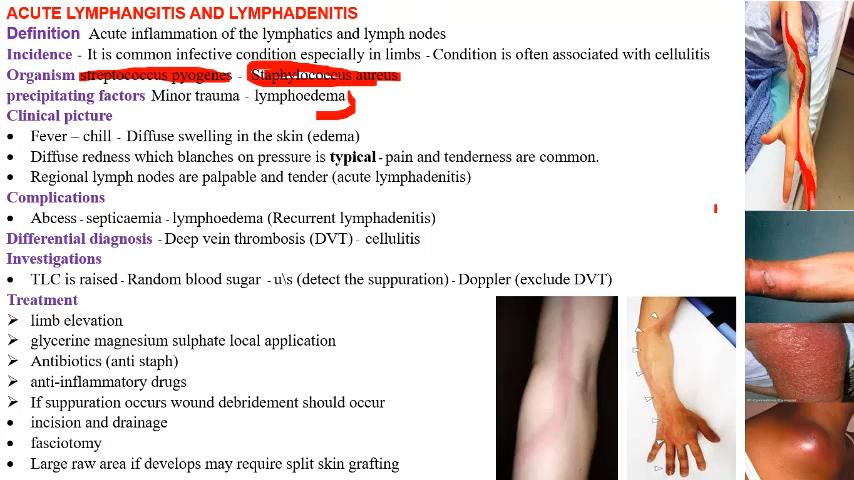 ACUTE LYMPHANGITIS AND LYMPHADENITIS
Definition Acute inflammation of the lymphatics and lymph nodes
Incidence - It is common infective condition especially in limbs - Condition is often associated with cellulitis
Organism streptococcus pyogenes - Staphylococcus aureus
precipitating factors Minor trauma - lymphoedema
Clinical picture
• Fever – chill - Diffuse swelling in the skin (edema)
• Diffuse redness which blanches on pressure is typical - pain and tenderness are common.
• Regional lymph nodes are palpable and tender (acute lymphadenitis)
Complications
• Abcess - septicaemia - lymphoedema (Recurrent lymphadenitis)
Differential diagnosis - Deep vein thrombosis (DVT) - cellulitis
Investigations
• TLC is raised - Random blood sugar - u\s (detect the suppuration) - Doppler (exclude DVT)
Treatment
➢ limb elevation
➢ glycerine magnesium sulphate local application
➢ Antibiotics (anti staph)
➢ anti-inflammatory drugs
➢ If suppuration occurs wound debridement should occur
• incision and drainage
• fasciotomy
• Large raw area if develops may require split skin grafting